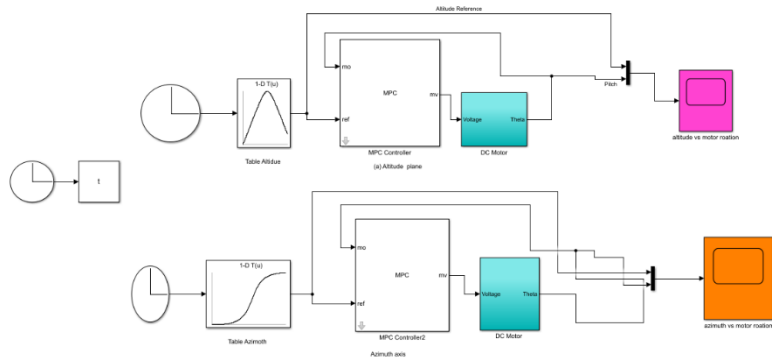 Altitude Reference
1-D T(u)
mo
MPC
mv
ref
Voltage
Theta
Pitch
Table Altidue
MPC Controller
(a) Altitude plane
DC Motor
altitude vs motor roation
t
1-D T(u)
mo
MPC
mv
ref
Voltage
Theta
Table Azimoth
MPC Controller2
DC Motor
azimuth vs motor roation
Azimuth axis